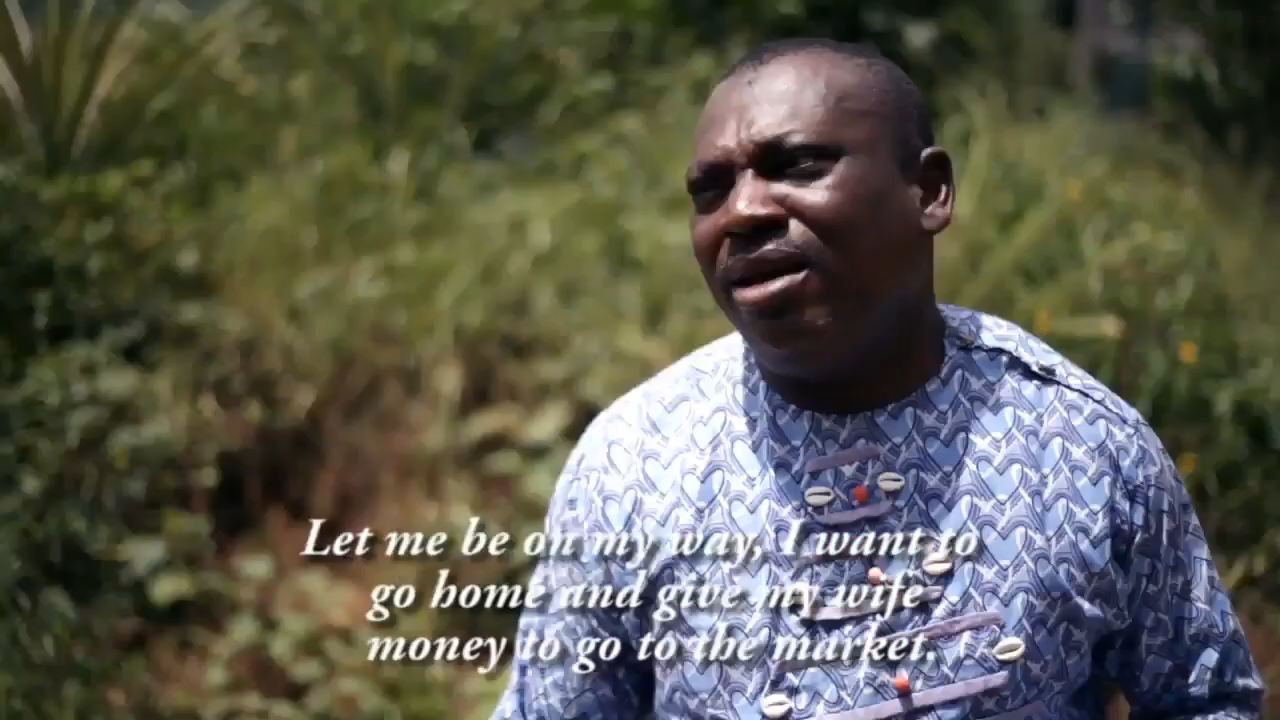 Let me be on my way, I want to
go home and give my wife
money to go to the market.